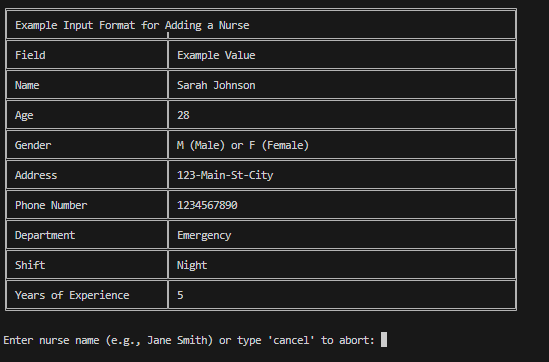 Example Input Format for Adding a Nurse
Field Example Value
Name Sarah Johnson
Age 28
Gender M (Male) or F (Female)
Address 123-Main-St-City
Phone Number 1234567890
Department Emergency
Shift Night
Years of Experience 5
Enter nurse name (e.g., Jane Smith) or type 'cancel' to abort: